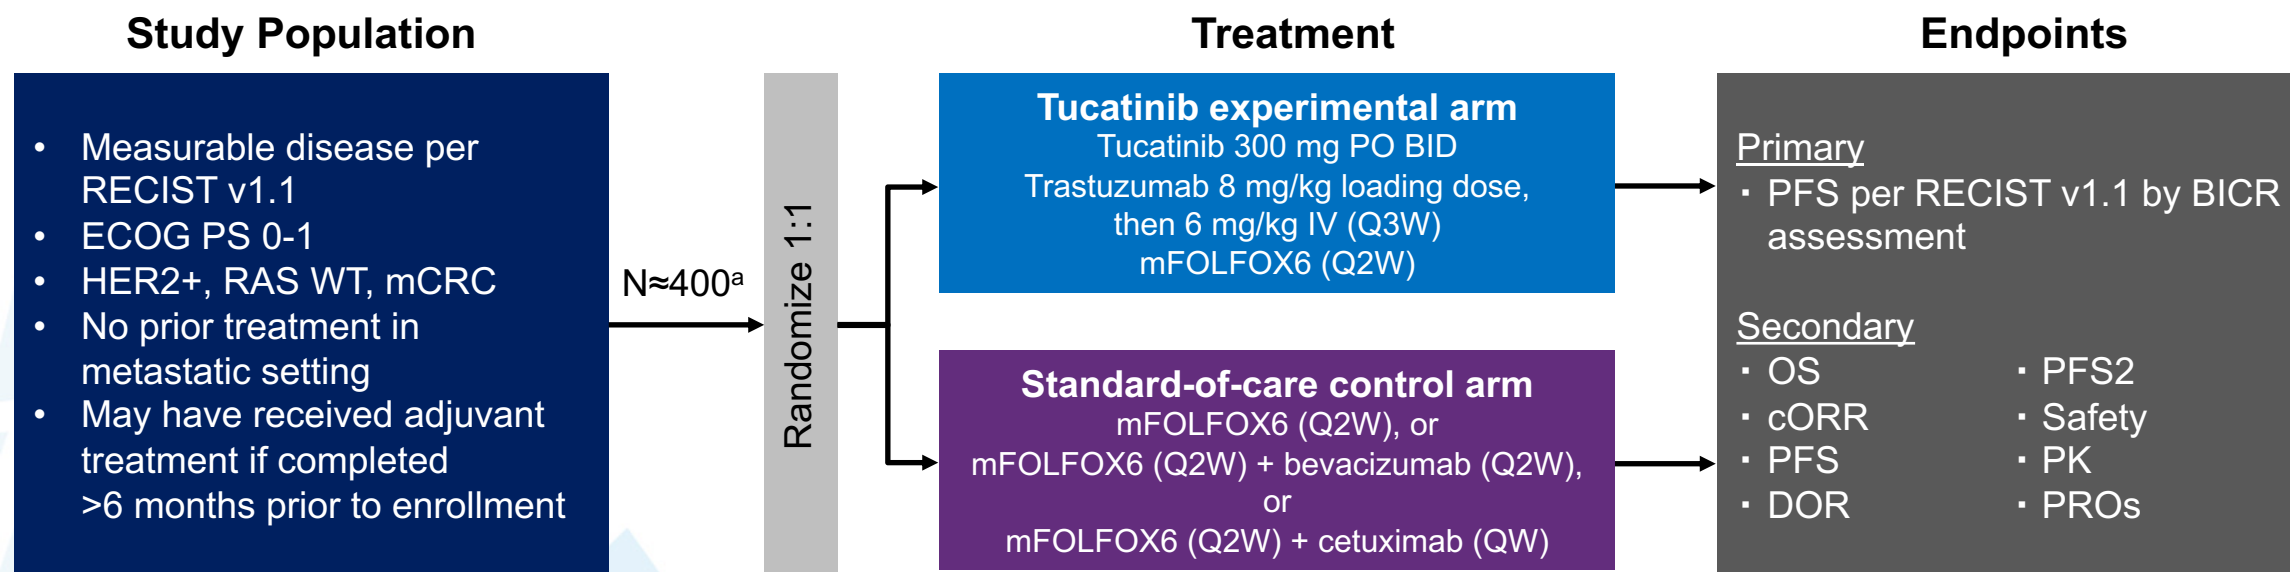 Study Population
• Measurable disease per
RECIST v1.1
• ECOG PS 0-1
• HER2+, RAS WT, mCRC
• No prior treatment in
metastatic setting
• May have received adjuvant
treatment if completed
>6 months prior to enrollment
N≈400ᵃ
Randomize 1:1
Treatment
Tucatinib experimental arm
Tucatinib 300 mg PO BID
Trastuzumab 8 mg/kg loading dose,
then 6 mg/kg IV (Q3W)
mFOLFOX6 (Q2W)
Standard-of-care control arm
mFOLFOX6 (Q2W), or
mFOLFOX6 (Q2W) + bevacizumab (Q2W),
or
mFOLFOX6 (Q2W) + cetuximab (QW)
Endpoints
Primary
▪ PFS per RECIST v1.1 by BICR
assessment
Secondary
▪ OS
▪ cORR
▪ PFS
▪ DOR
▪ PFS2
▪ Safety
▪ PK
▪ PROs